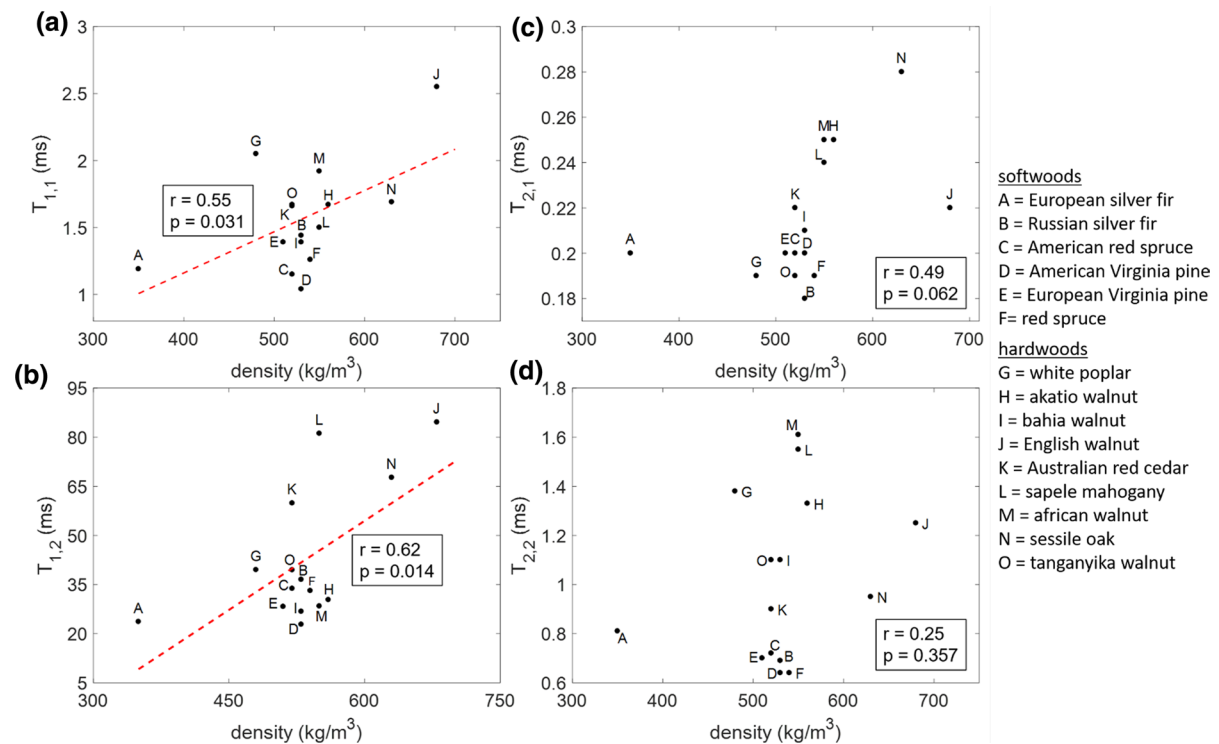 (a)
3
2.5
2
1.5
1
T1,1 (ms)
300 400 500 600 700
density (kg/m3)
r = 0.55
p = 0.031
A
G
J
M
O
K
H
N
B
L
E
I
F
C
D
(c)
0.3
0.28
0.26
0.24
0.22
0.2
0.18
T2,1 (ms)
300 400 500 600 700
density (kg/m3)
r = 0.49
p = 0.062
N
M H
L
K
J
I
A
E C D
G
O
F
B
(b)
95
80
65
50
35
20
5
T1,2 (ms)
300 450 600 750
density (kg/m3)
r = 0.62
p = 0.014
J
L
N
K
G
O
B
C
F
H
E
I
M
A
D
(d)
1.8
1.6
1.4
1.2
1
0.8
0.6
T2,2 (ms)
300 400 500 600 700
density (kg/m3)
r = 0.25
p = 0.357
M
L
G
H
J
O
I
K
N
A
C
E
B
D
F
softwoods
A = European silver fir
B = Russian silver fir
C = American red spruce
D = American Virginia pine
E = European Virginia pine
F= red spruce
hardwoods
G = white poplar
H = akatio walnut
I = bahia walnut
J = English walnut
K = Australian red cedar
L = sapele mahogany
M = african walnut
N = sessile oak
O = tanganyika walnut